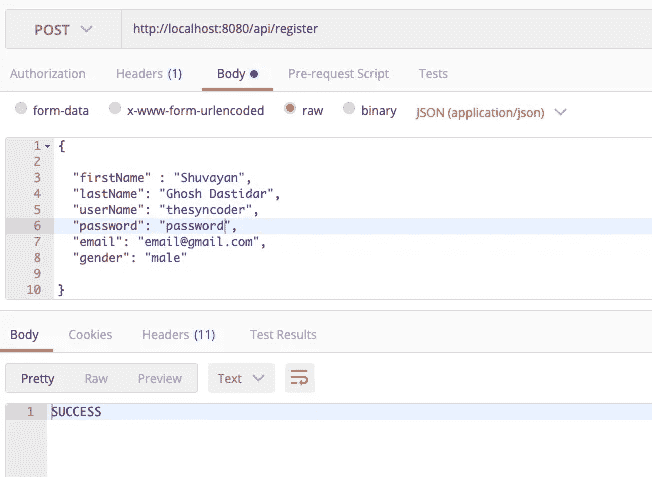 POST http://localhost:8080/api/register
Authorization Headers (1) Body Pre-request Script Tests
form-data x-www-form-urlencoded raw binary JSON (application/json)
1 {
2
3 "firstName" : "Shuvayan",
4 "lastName": "Ghosh Dastidar",
5 "userName": "thesyncoder",
6 "password": "password",
7 "email": "email@gmail.com",
8 "gender": "male"
9
10 }
Body Cookies Headers (11) Test Results
Pretty Raw Preview Text
1 SUCCESS